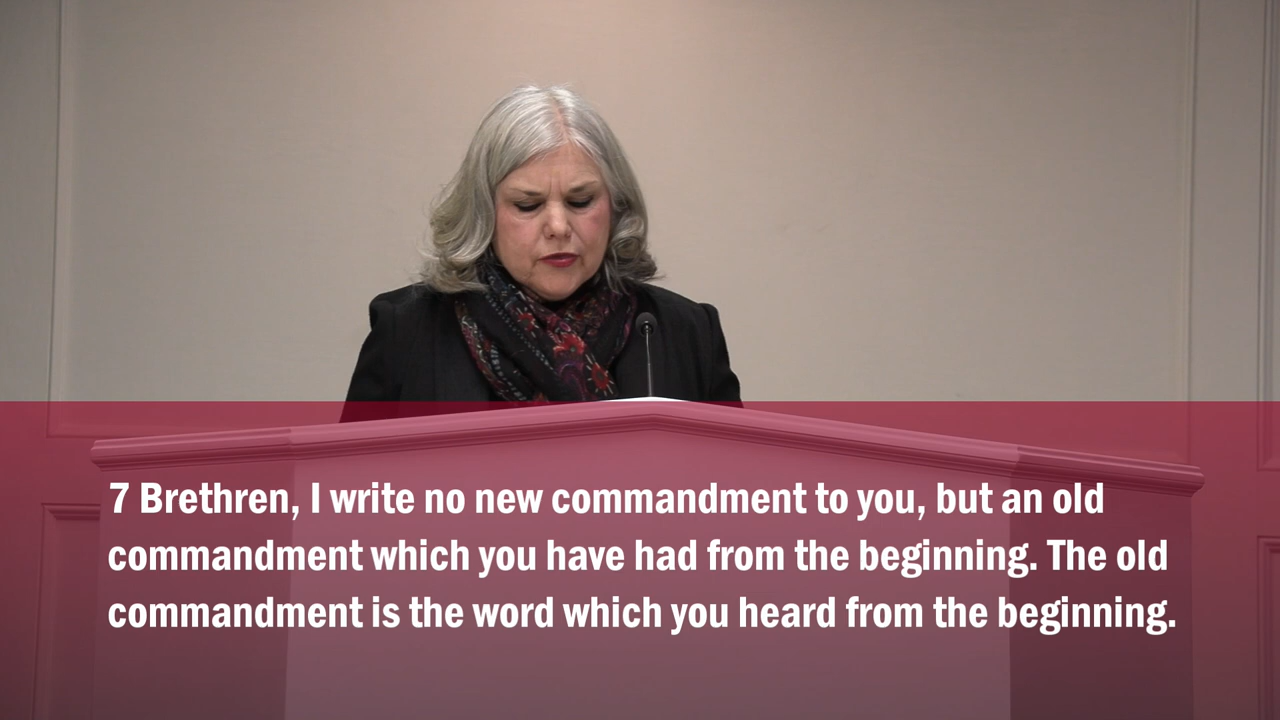 7 Brethren, I write no new commandment to you, but an old
commandment which you have had from the beginning. The old
commandment is the word which you heard from the beginning.